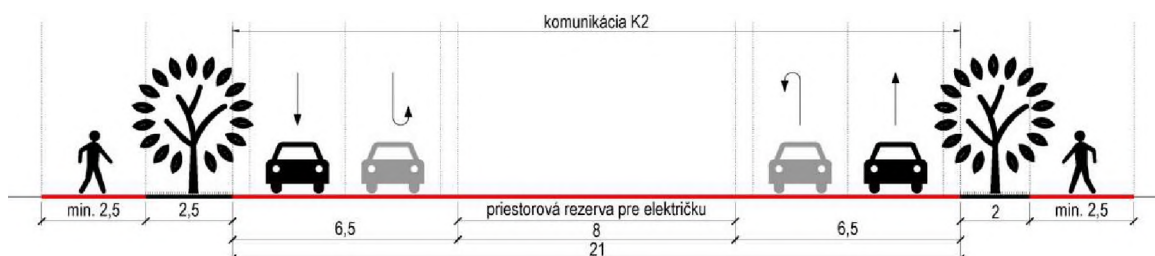 komunikácia K2
min. 2,5 2,5 priestorová rezerva pre električku 2 min. 2,5
6,5 8 6,5
21